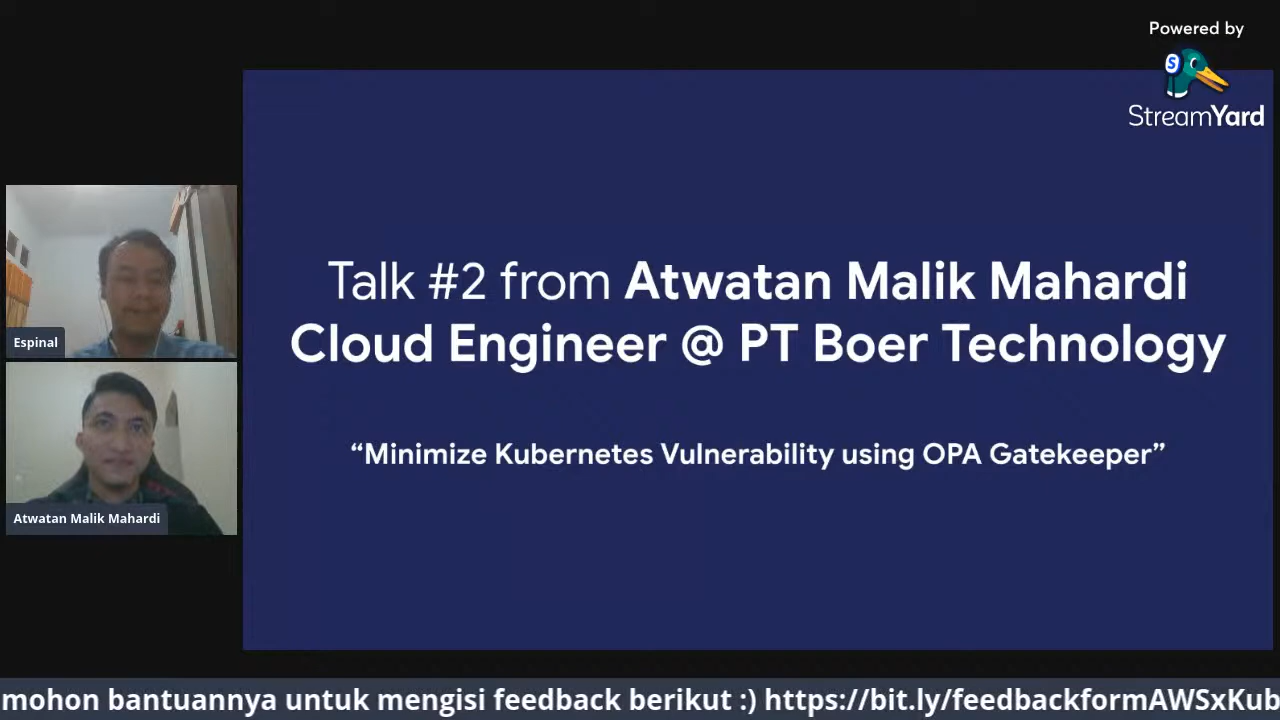 Powered by
S
StreamYard
Talk #2 from Atwatan Malik Mahardi
Cloud Engineer @ PT Boer Technology
“Minimize Kubernetes Vulnerability using OPA Gatekeeper”
Espinal
Atwatan Malik Mahardi
mohon bantuannya untuk mengisi feedback berikut :) https://bit.ly/feedbackformAWSxKub